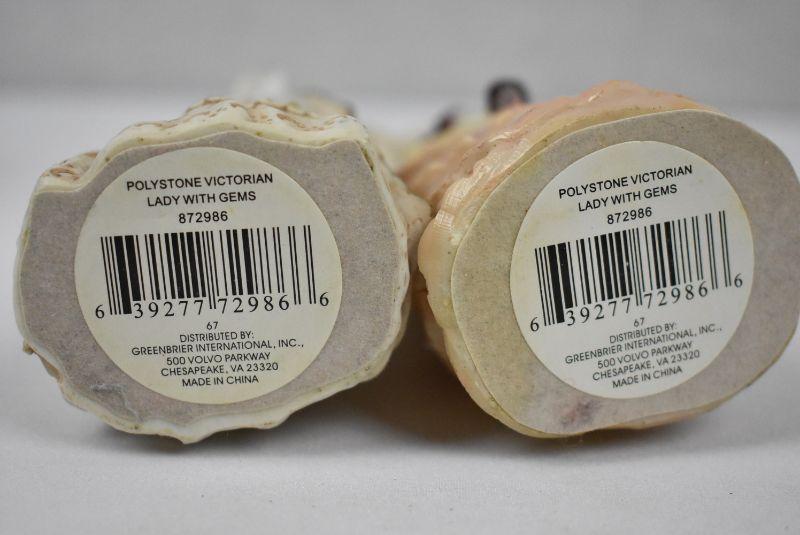 POLYSTONE VICTORIAN
LADY WITH GEMS
872986
6 39277 72986 6
67
DISTRIBUTED BY:
GREENBRIER INTERNATIONAL, INC.,
500 VOLVO PARKWAY
CHESAPEAKE, VA 23320
MADE IN CHINA
POLYSTONE VICTORIAN
LADY WITH GEMS
872986
6 39277 72986 6
67
DISTRIBUTED BY:
GREENBRIER INTERNATIONAL, INC.,
500 VOLVO PARKWAY
CHESAPEAKE, VA 23320
MADE IN CHINA